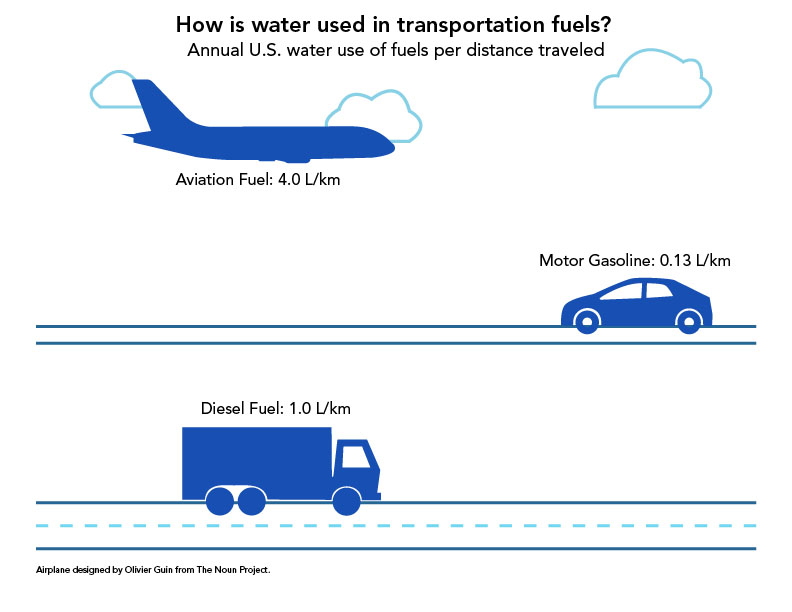 How is water used in transportation fuels?
Annual U.S. water use of fuels per distance traveled
Aviation Fuel: 4.0 L/km
Motor Gasoline: 0.13 L/km
Diesel Fuel: 1.0 L/km
Airplane designed by Olivier Guin from The Noun Project.